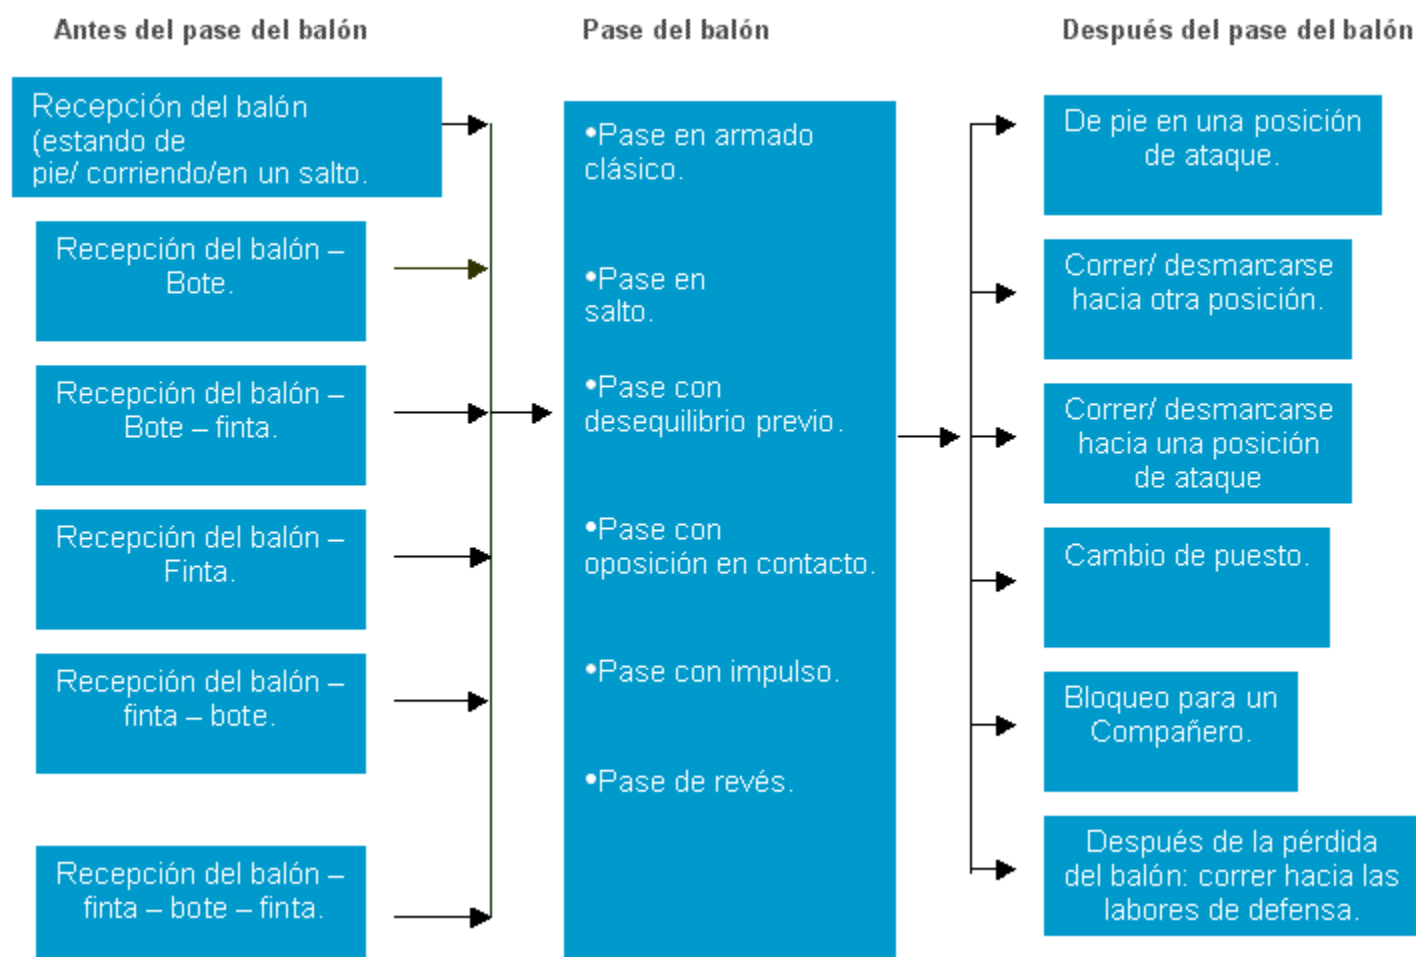 Antes del pase del balón
Recepción del balón
(estando de
pie/ corriendo/en un salto.
Recepción del balón –
Bote.
Recepción del balón –
Bote – finta.
Recepción del balón –
Finta.
Recepción del balón –
finta – bote.
Recepción del balón –
finta – bote – finta.
Pase del balón
•Pase en armado
clásico.
•Pase en
salto.
•Pase con
desequilibrio previo.
•Pase con
oposición en contacto.
•Pase con impulso.
•Pase de revés.
Después del pase del balón
De pie en una posición
de ataque.
Correr/ desmarcarse
hacia otra posición.
Correr/ desmarcarse
hacia una posición
de ataque
Cambio de puesto.
Bloqueo para un
Compañero.
Después de la pérdida
del balón: correr hacia las
labores de defensa.